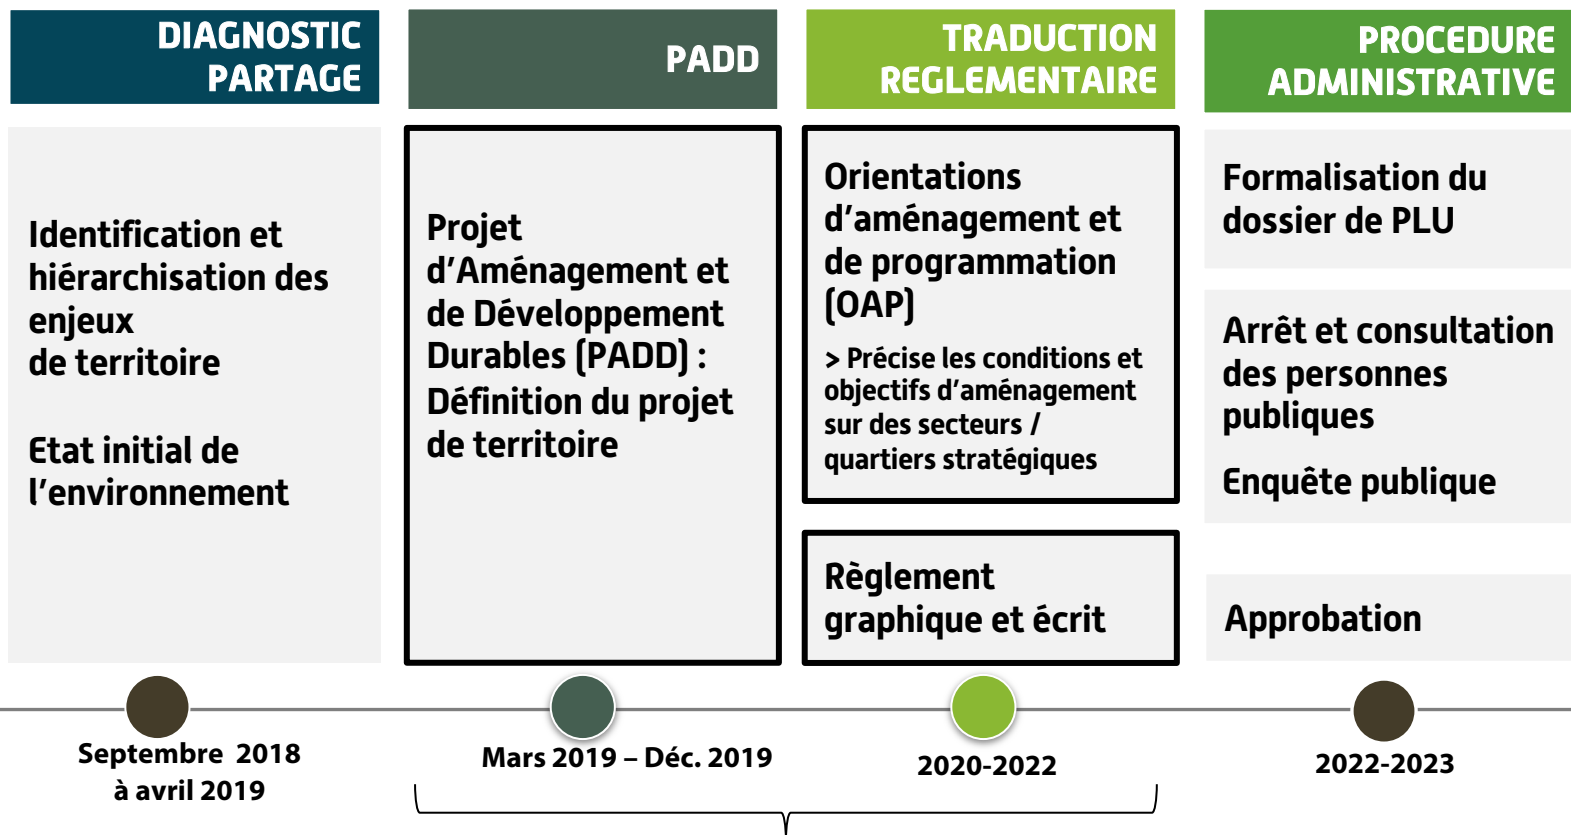 DIAGNOSTIC
PARTAGE
Identification et
hiérarchisation des
enjeux
de territoire
Etat initial de
l’environnement
Septembre 2018
à avril 2019
PADD
Projet
d’Aménagement et
de Développement
Durables (PADD) :
Définition du projet
de territoire
Mars 2019 – Déc. 2019
TRADUCTION
REGLEMENTAIRE
Orientations
d’aménagement et
de programmation
(OAP)
> Précise les conditions et
objectifs d’aménagement
sur des secteurs /
quartiers stratégiques
Règlement
graphique et écrit
2020-2022
PROCEDURE
ADMINISTRATIVE
Formalisation du
dossier de PLU
Arrêt et consultation
des personnes
publiques
Enquête publique
Approbation
2022-2023